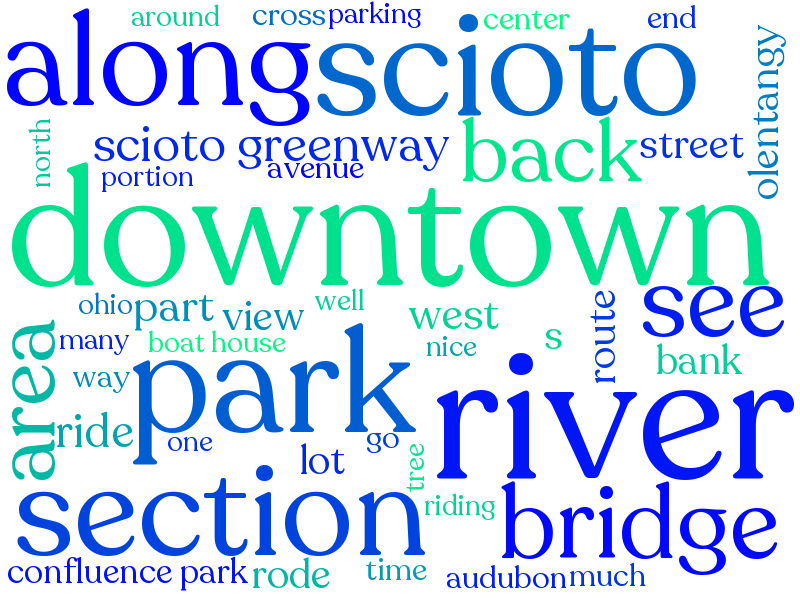 around cross parking center end
along scioto
north scioto greenway back street olentangy
portion avenue
downtown
ohio part view well west route see
many boat house nice s bank
area way park river
ride one lot go tree
section riding bridge
confluence park rode time audubon much